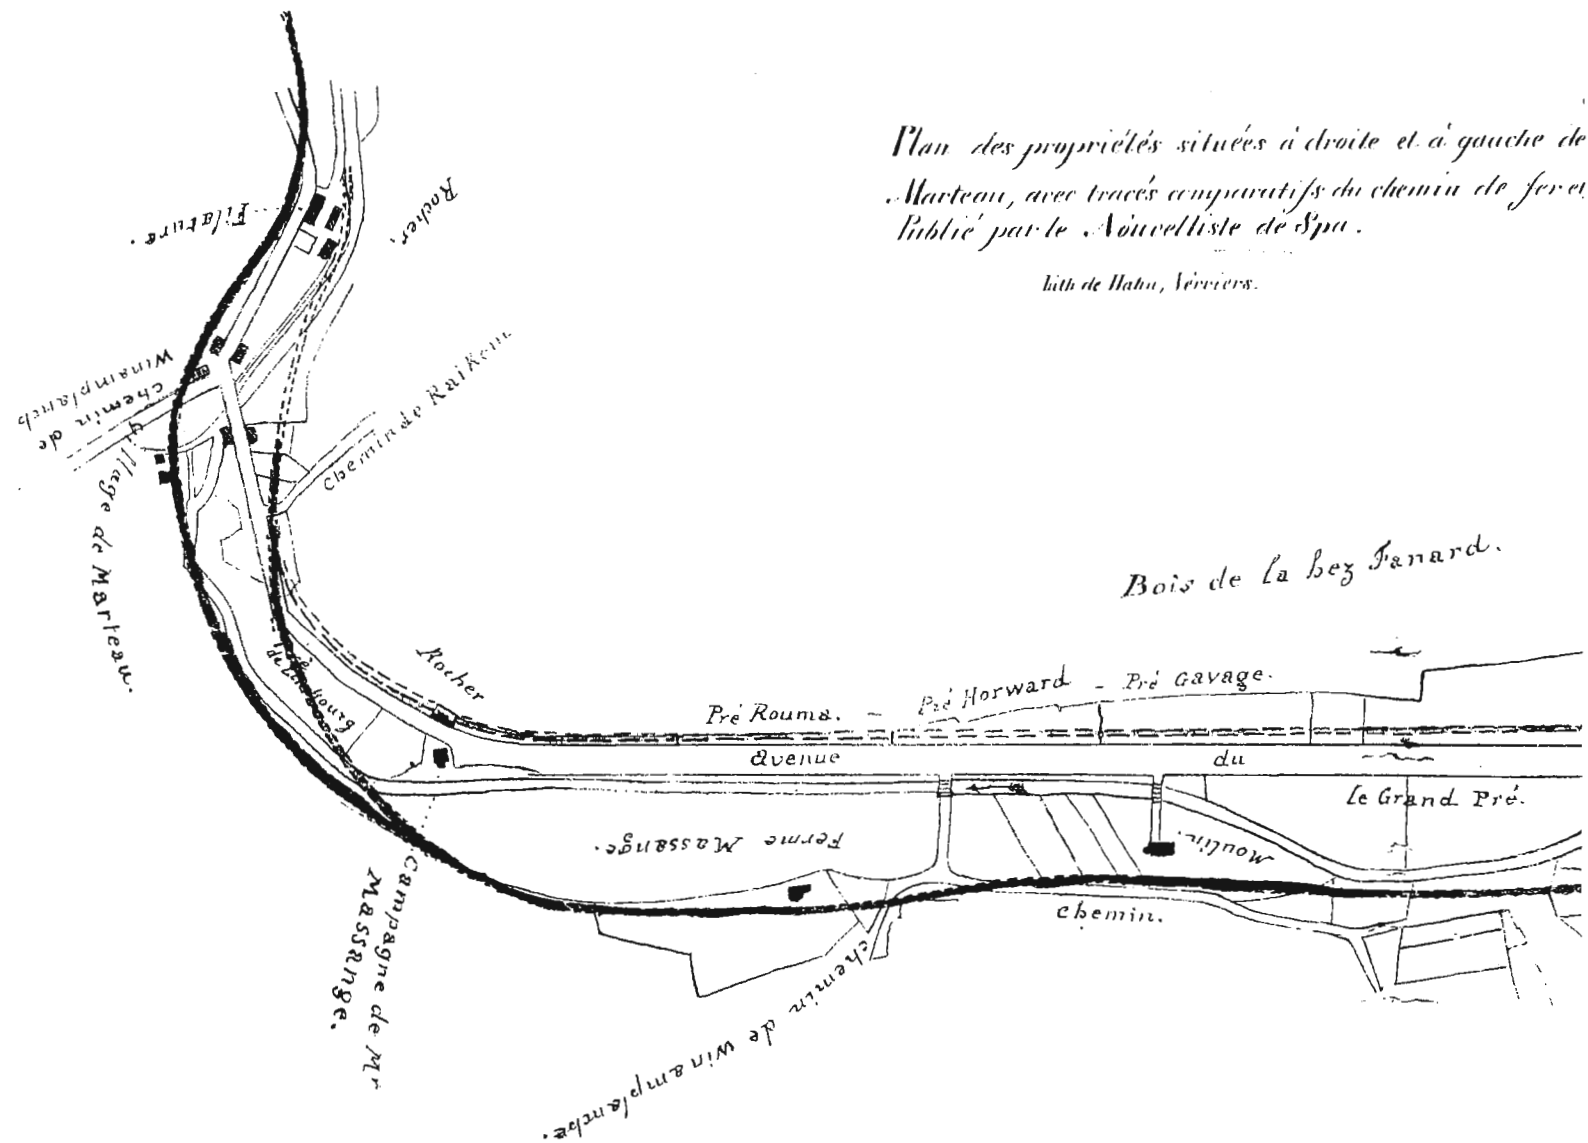 Plan des propriétés situées à droite et à gauche de
Marteau, avec tracés comparatifs du chemin de fer et
Publié par le Nouvelliste de Spa.
Lith de Hahn, Verviers.
Filature.
Rocher.
chemin de
Winamplanch
chemin de RaiKem
village de Marteau.
Bois de la hez Fanard.
Rocher
Pré Rouma. - Pré Horward - Pré Gavage.
avenue du
le Grand Pré.
Ferme Massange.
Moulin.
chemin.
Campagne de Mr
Massange.
chemin de winamplanche.